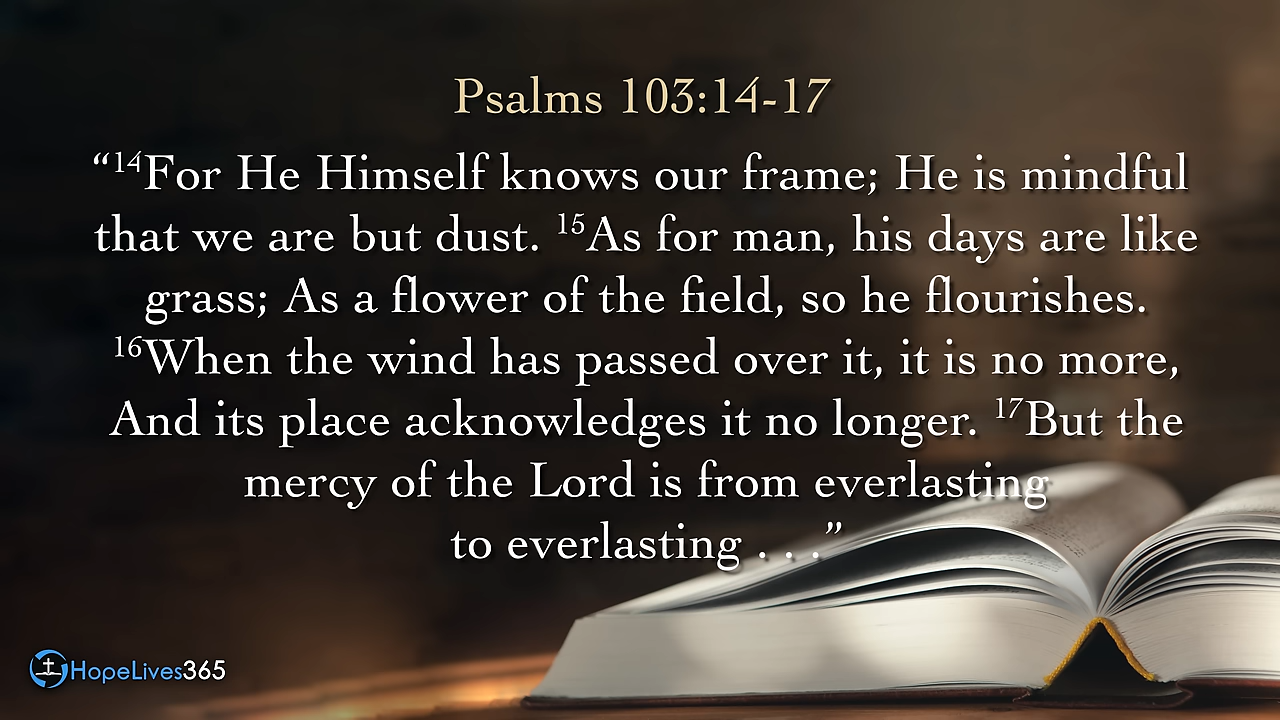 Psalms 103:14-17
“¹⁴For He Himself knows our frame; He is mindful
that we are but dust. ¹⁵As for man, his days are like
grass; As a flower of the field, so he flourishes.
¹⁶When the wind has passed over it, it is no more,
And its place acknowledges it no longer. ¹⁷But the
mercy of the Lord is from everlasting
to everlasting . . .”
HopeLives365